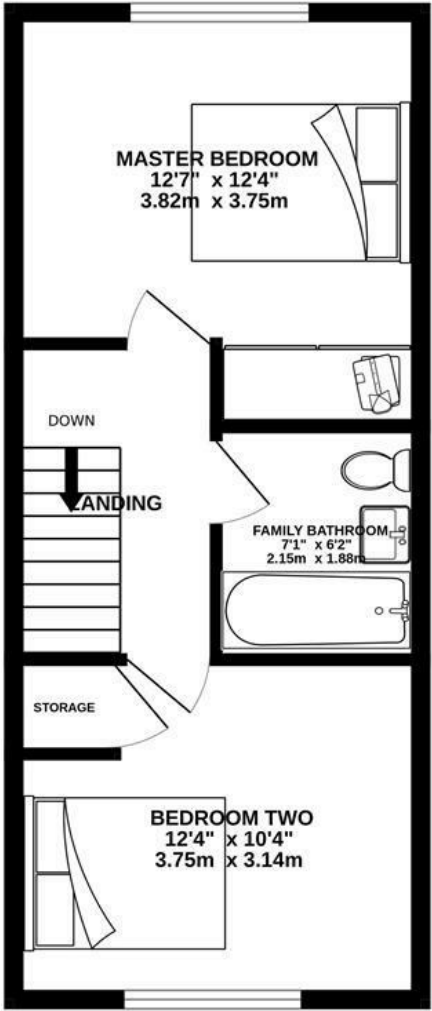 MASTER BEDROOM
12'7" x 12'4"
3.82m x 3.75m
DOWN
LANDING
FAMILY BATHROOM
7'1" x 6'2"
2.15m x 1.88m
STORAGE
BEDROOM TWO
12'4" x 10'4"
3.75m x 3.14m